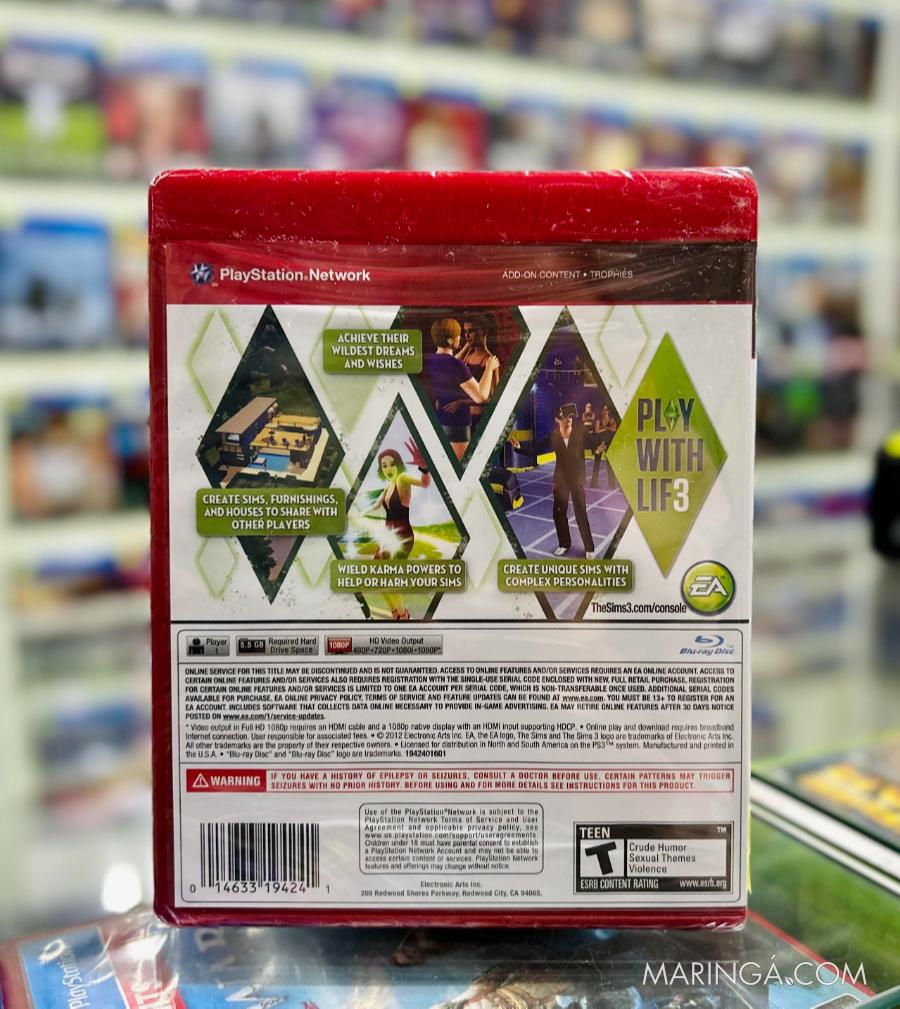 PlayStation®Network
ADD-ON CONTENT • TROPHIES
ACHIEVE THEIR
WILDEST DREAMS
AND WISHES
PLAY
WITH
LIF3
CREATE SIMS, FURNISHINGS,
AND HOUSES TO SHARE WITH
OTHER PLAYERS
WIELD KARMA POWERS TO
HELP OR HARM YOUR SIMS
CREATE UNIQUE SIMS WITH
COMPLEX PERSONALITIES
EA
TheSims3.com/console
Player
1
5.5 GB
Required Hard
Drive Space
1080P
HD Video Output
480P•720P•1080i•1080P*
Blu-ray Disc™
ONLINE SERVICE FOR THIS TITLE MAY BE DISCONTINUED AND IS NOT GUARANTEED. ACCESS TO ONLINE FEATURES AND/OR SERVICES REQUIRES AN EA ONLINE ACCOUNT. ACCESS TO
CERTAIN ONLINE FEATURES AND/OR SERVICES ALSO REQUIRES REGISTRATION WITH THE SINGLE-USE SERIAL CODE ENCLOSED WITH NEW, FULL RETAIL PURCHASE. REGISTRATION
FOR CERTAIN ONLINE FEATURES AND/OR SERVICES IS LIMITED TO ONE EA ACCOUNT PER SERIAL CODE, WHICH IS NON-TRANSFERABLE ONCE USED. ADDITIONAL SERIAL CODES
AVAILABLE FOR PURCHASE. EA ONLINE PRIVACY POLICY, TERMS OF SERVICE AND FEATURE UPDATES CAN BE FOUND AT www.ea.com. YOU MUST BE 13+ TO REGISTER FOR AN
EA ACCOUNT. INCLUDES SOFTWARE THAT COLLECTS DATA ONLINE NECESSARY TO PROVIDE IN-GAME ADVERTISING. EA MAY RETIRE ONLINE FEATURES AFTER 30 DAYS NOTICE
POSTED ON www.ea.com/1/service-updates.
* Video output in Full HD 1080p requires an HDMI cable and a 1080p native display with an HDMI input supporting HDCP. • Online play and download requires broadband
Internet connection. User responsible for associated fees. • © 2012 Electronic Arts Inc. EA, the EA logo, The Sims and The Sims 3 logo are trademarks of Electronic Arts Inc.
All other trademarks are the property of their respective owners. • Licensed for distribution in North and South America on the PS3™ system. Manufactured and printed in
the U.S.A. • "Blu-ray Disc" and "Blu-ray Disc" logo are trademarks. 1942401601
WARNING
IF YOU HAVE A HISTORY OF EPILEPSY OR SEIZURES, CONSULT A DOCTOR BEFORE USE. CERTAIN PATTERNS MAY TRIGGER
SEIZURES WITH NO PRIOR HISTORY. BEFORE USING AND FOR MORE DETAILS SEE INSTRUCTIONS FOR THIS PRODUCT.
Use of the PlayStation®Network is subject to the
PlayStation Network Terms of Service and User
Agreement and applicable privacy policy, see
www.us.playstation.com/support/useragreements.
Children under 18 must have parental consent to establish
a PlayStation Network Account and may not be able to
access certain content or services. PlayStation Network
features and offerings may change without notice.
Electronic Arts Inc.
209 Redwood Shores Parkway, Redwood City, CA 94065.
0 14633 19424 1
TEEN ™
T
Crude Humor
Sexual Themes
Violence
ESRB CONTENT RATING www.esrb.org
PlayStation
MARINGÁ.COM